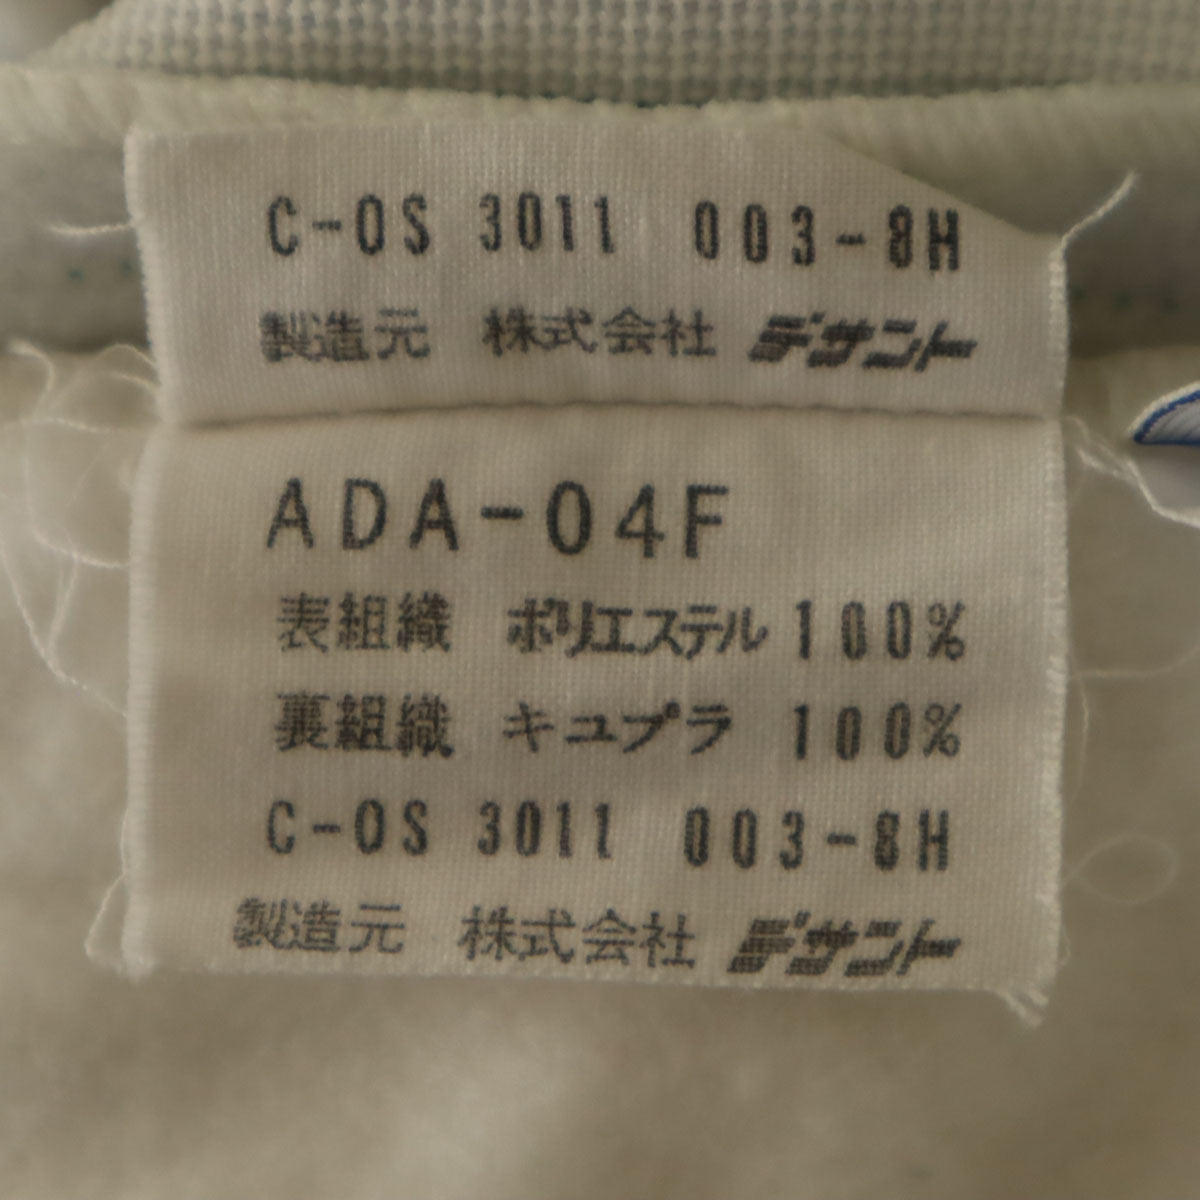 C-OS 3011 003-8H
製造元 株式会社 デサント
ADA-04F
表組織 ポリエステル 100%
裏組織 キュプラ 100%
C-OS 3011 003-8H
製造元 株式会社 デサント